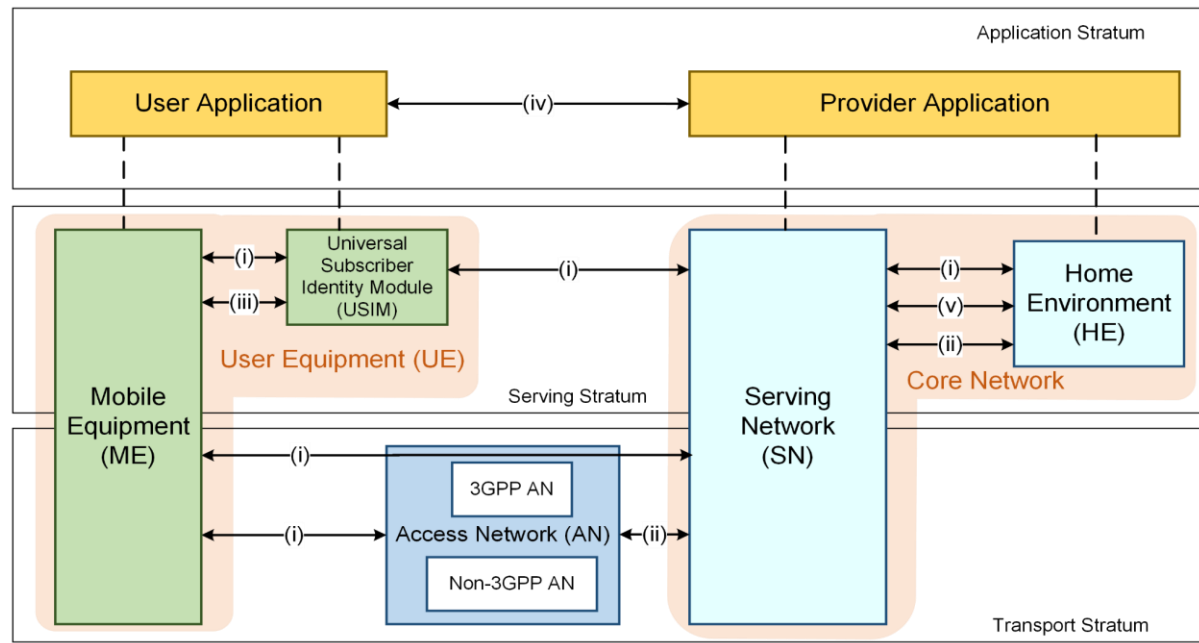 Application Stratum
User Application
(iv)
Provider Application
(i)
Universal
Subscriber
Identity Module
(USIM)
(iii)
(i)
(i)
(v)
(ii)
Home
Environment
(HE)
User Equipment (UE)
Core Network
Serving Stratum
Mobile
Equipment
(ME)
Serving
Network
(SN)
(i)
3GPP AN
(i)
Access Network (AN)
(ii)
Non-3GPP AN
Transport Stratum